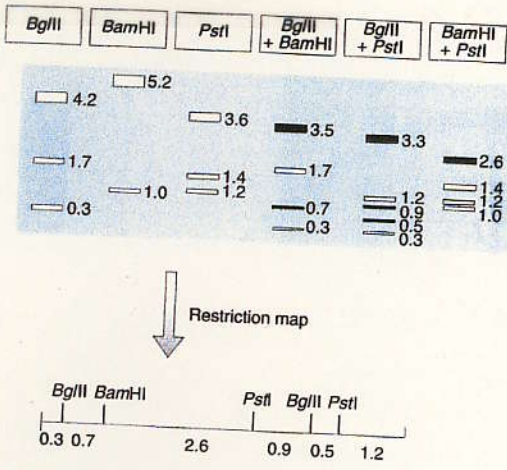 BglII BamHI PstI BglII + BamHI BglII + PstI BamHI + PstI
4.2 5.2 3.6 3.5 3.3 2.6
1.7 1.0 1.4 1.7 1.2 1.4
0.3 1.2 0.7 0.9 1.2
0.3 0.5 1.0
0.3
Restriction map
BglII BamHI PstI BglII PstI
0.3 0.7 2.6 0.9 0.5 1.2